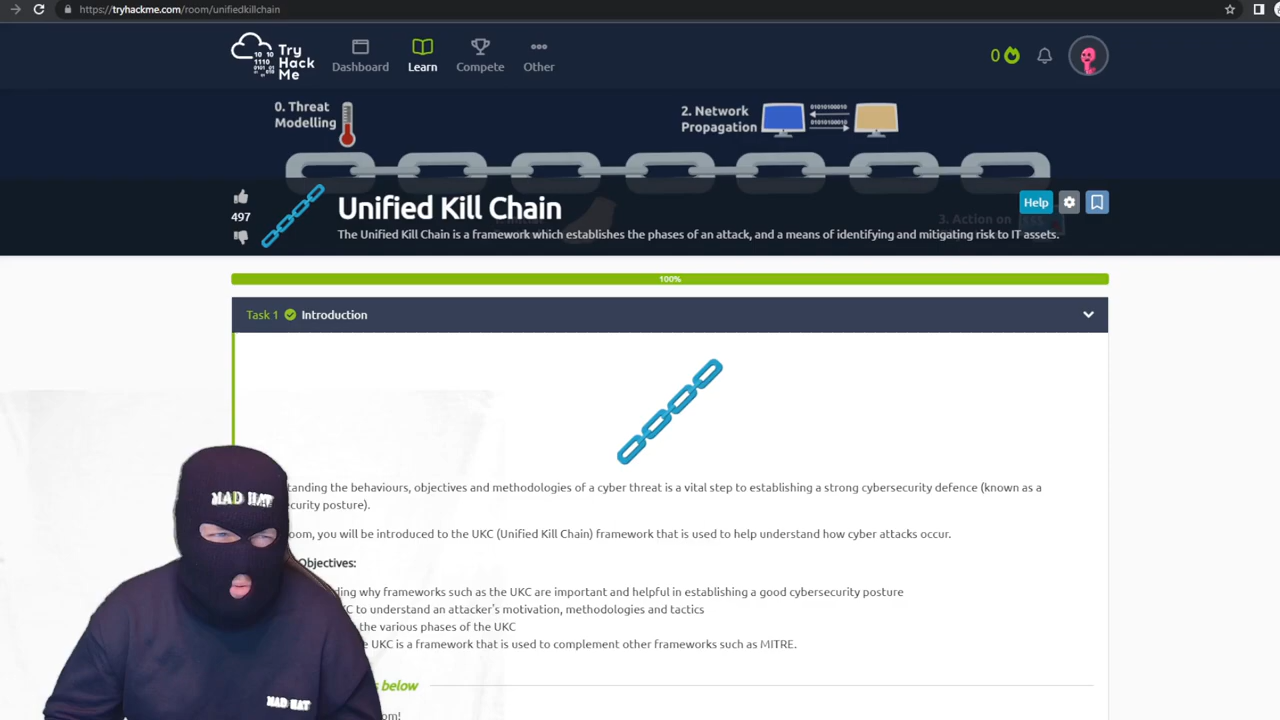 https://tryhackme.com/room/unifiedkillchain
Try
Hack
Me
Dashboard
Learn
Compete
Other
0
0. Threat
Modelling
2. Network
Propagation
3. Action on
497
Unified Kill Chain
Help
The Unified Kill Chain is a framework which establishes the phases of an attack, and a means of identifying and mitigating risk to IT assets.
100%
Task 1 Introduction
tanding the behaviours, objectives and methodologies of a cyber threat is a vital step to establishing a strong cybersecurity defence (known as a
security posture).
room, you will be introduced to the UKC (Unified Kill Chain) framework that is used to help understand how cyber attacks occur.
Objectives:
ding why frameworks such as the UKC are important and helpful in establishing a good cybersecurity posture
KC to understand an attacker's motivation, methodologies and tactics
the various phases of the UKC
e UKC is a framework that is used to complement other frameworks such as MITRE.
s below
om!
MAD HAT
MAD HAT